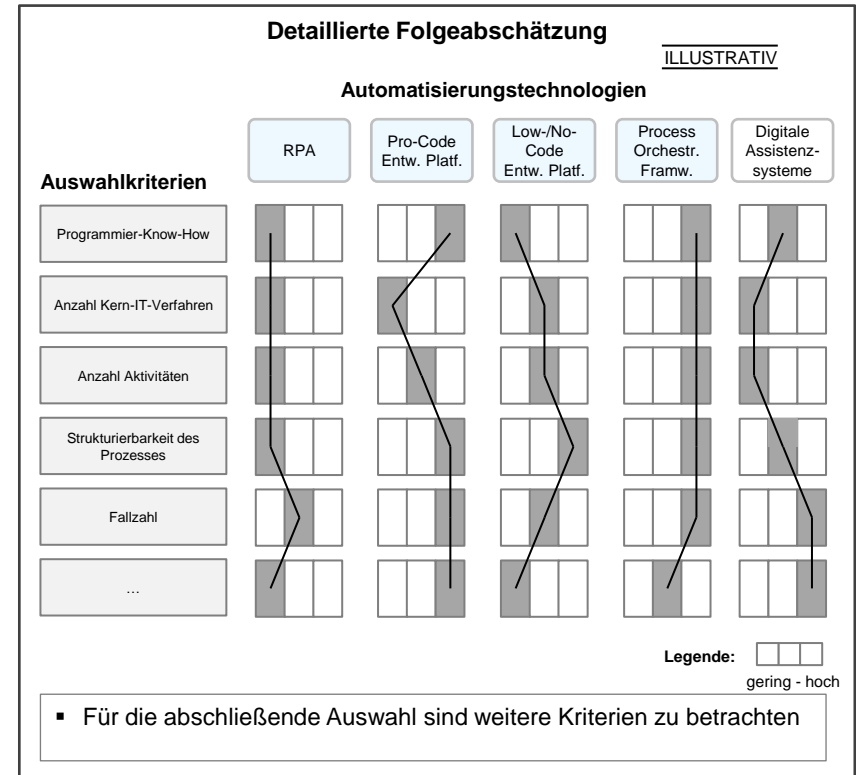 Detaillierte Folgeabschätzung
ILLUSTRATIV
Automatisierungstechnologien
Auswahlkriterien
RPA
Pro-Code
Entw. Platf.
Low-/No-
Code
Entw. Platf.
Process
Orchestr.
Framw.
Digitale
Assistenz-
systeme
Programmier-Know-How
Anzahl Kern-IT-Verfahren
Anzahl Aktivitäten
Strukturierbarkeit des
Prozesses
Fallzahl
…
Legende:
gering - hoch
▪ Für die abschließende Auswahl sind weitere Kriterien zu betrachten